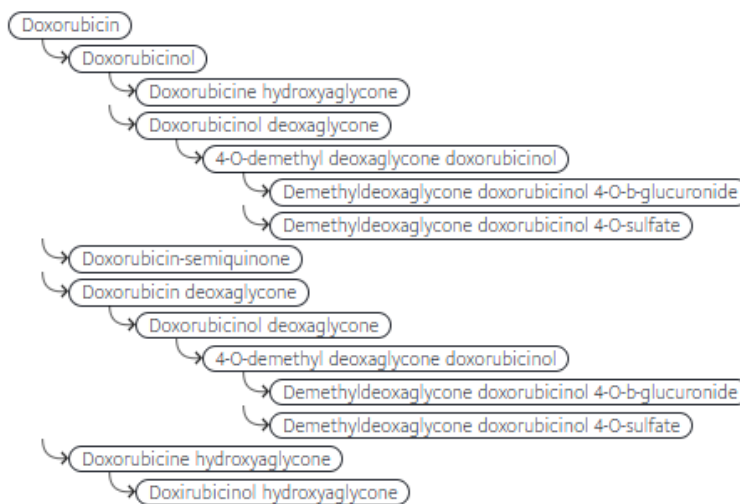 Doxorubicin
Doxorubicinol
Doxorubicine hydroxyaglycone
Doxorubicinol deoxaglycone
4-O-demethyl deoxaglycone doxorubicinol
Demethyldeoxaglycone doxorubicinol 4-O-b-glucuronide
Demethyldeoxaglycone doxorubicinol 4-O-sulfate
Doxorubicin-semiquinone
Doxorubicin deoxaglycone
Doxorubicinol deoxaglycone
4-O-demethyl deoxaglycone doxorubicinol
Demethyldeoxaglycone doxorubicinol 4-O-b-glucuronide
Demethyldeoxaglycone doxorubicinol 4-O-sulfate
Doxorubicine hydroxyaglycone
Doxirubicinol hydroxyaglycone